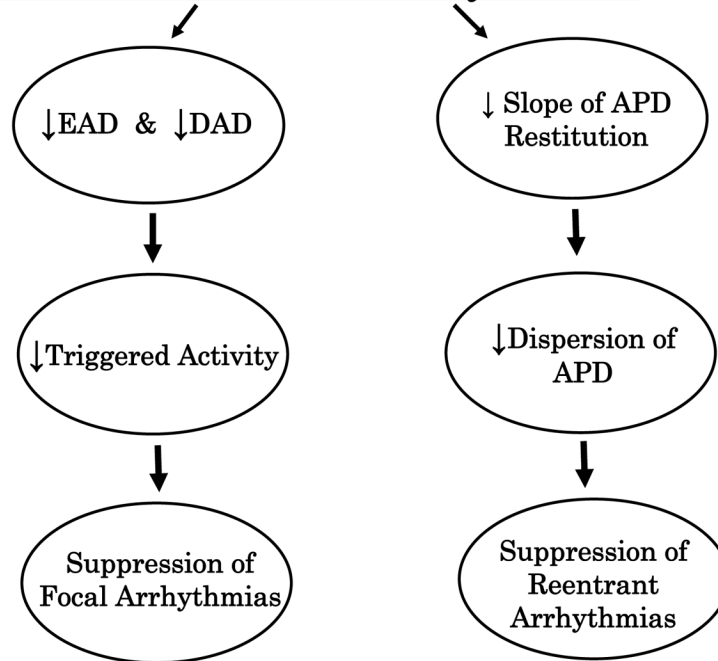 ↓EAD & ↓DAD
↓ Slope of APD
Restitution
↓Triggered Activity
↓Dispersion of
APD
Suppression of
Focal Arrhythmias
Suppression of
Reentrant
Arrhythmias